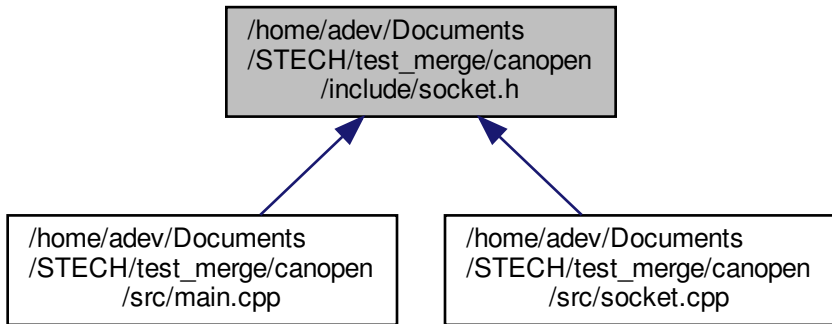 /home/adev/Documents
/STECH/test_merge/canopen
/include/socket.h
/home/adev/Documents
/STECH/test_merge/canopen
/src/main.cpp
/home/adev/Documents
/STECH/test_merge/canopen
/src/socket.cpp